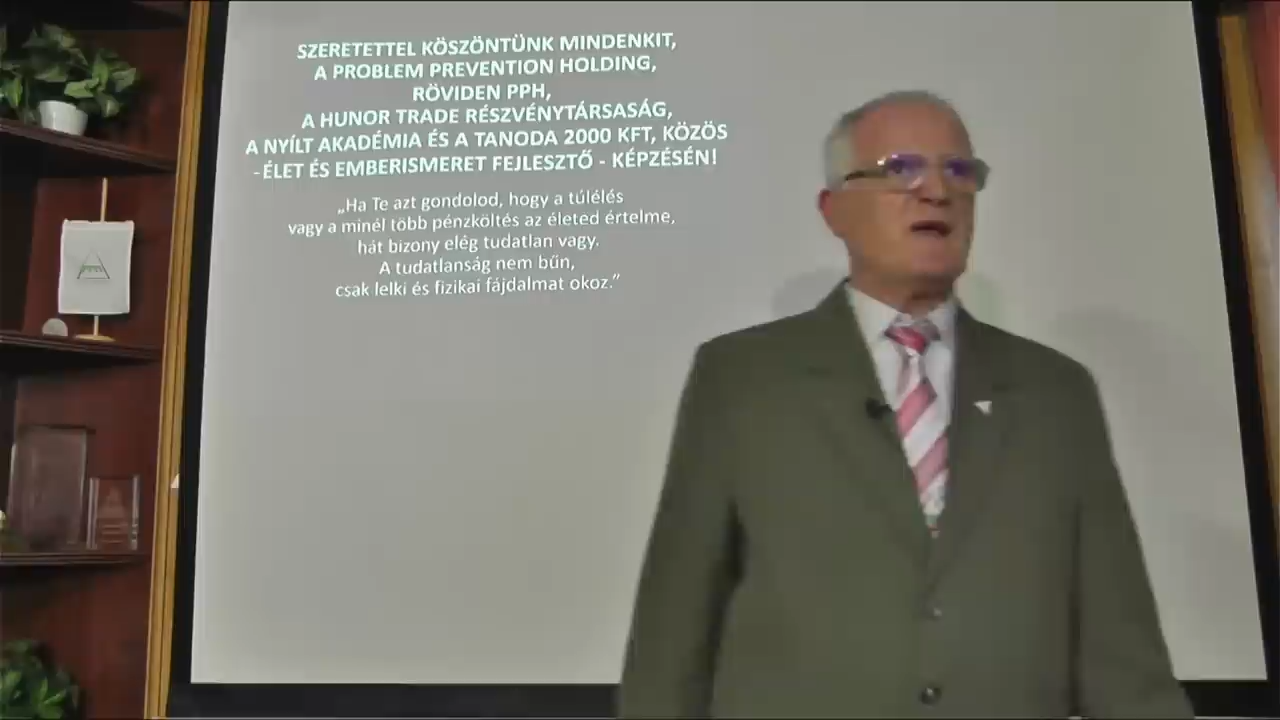 SZERETETTEL KÖSZÖNTÜNK MINDENKIT,
A PROBLEM PREVENTION HOLDING,
RÖVIDEN PPH,
A HUNOR TRADE RÉSZVÉNYTÁRSASÁG,
A NYÍLT AKADÉMIA ÉS A TANODA 2000 KFT, KÖZÖS
- ÉLET ÉS EMBERISMERET FEJLESZTŐ - KÉPZÉSÉN!
„Ha Te azt gondolod, hogy a túlélés
vagy a minél több pénzköltés az életed értelme,
hát bizony elég tudatlan vagy.
A tudatlanság nem bűn,
csak lelki és fizikai fájdalmat okoz.”